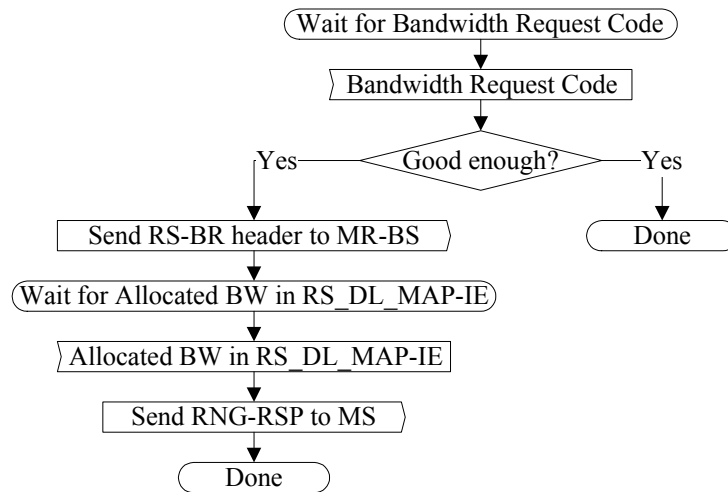 Wait for Bandwidth Request Code
Bandwidth Request Code
Yes
Good enough?
Yes
Send RS-BR header to MR-BS
Done
Wait for Allocated BW in RS_DL_MAP-IE
Allocated BW in RS_DL_MAP-IE
Send RNG-RSP to MS
Done